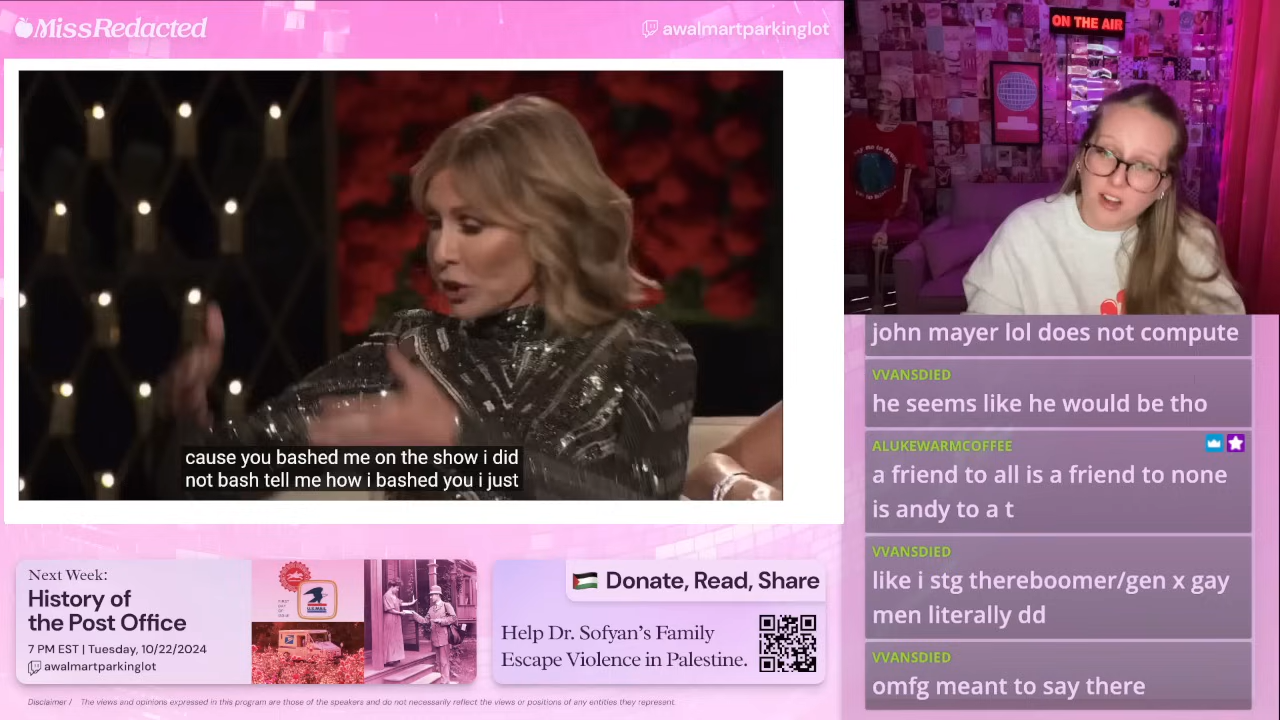 MissRedacted
awalmartparkinglot
ON THE AIR
cause you bashed me on the show i did
not bash tell me how i bashed you i just
john mayer lol does not compute
VVANSDIED
he seems like he would be tho
ALUKEWARMCOFFEE
a friend to all is a friend to none
is andy to a t
VVANSDIED
like i stg thereboomer/gen x gay
men literally dd
VVANSDIED
omfg meant to say there
Next Week:
History of
the Post Office
7 PM EST| Tuesday, 10/22/2024
awalmartparkinglot
U.S.MAIL
Donate, Read, Share
Help Dr. Sofyan's Family
Escape Violence in Palestine.
Disclaimer / The views and opinions expressed in this program are those of the speakers and do not necessarily reflect the views or positions of any entities they represent.